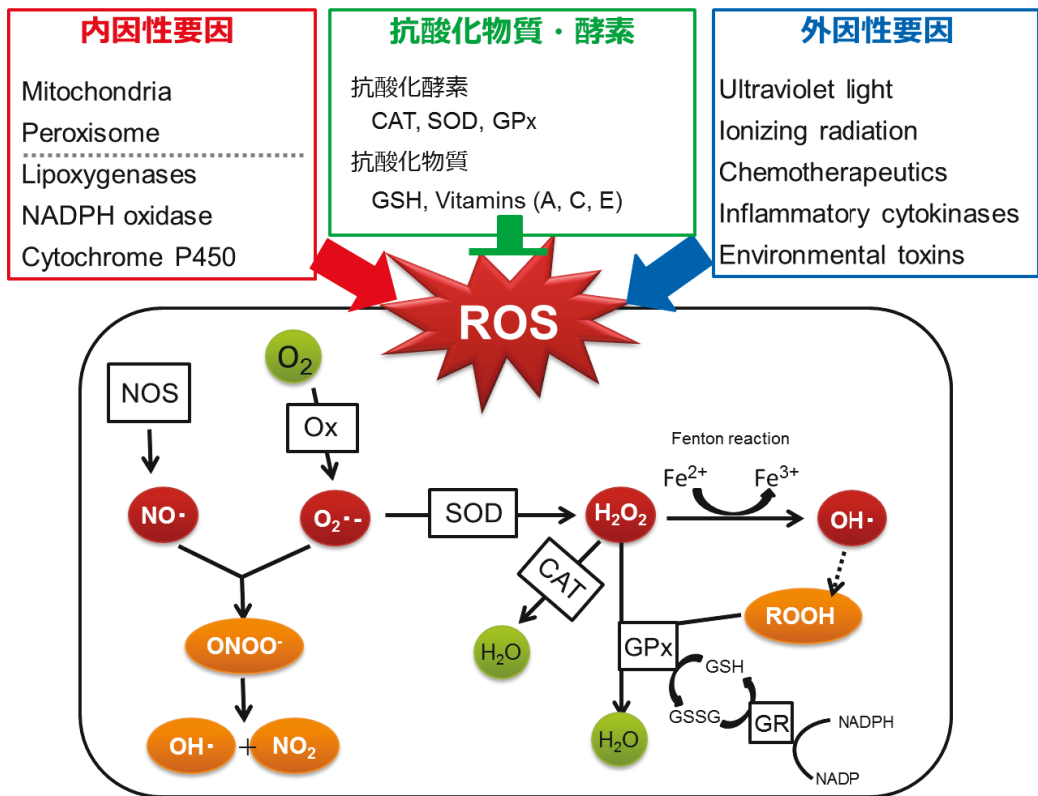 内因性要因
Mitochondria
Peroxisome
Lipoxygenases
NADPH oxidase
Cytochrome P450
抗酸化物質・酵素
抗酸化酵素
CAT, SOD, GPx
抗酸化物質
GSH, Vitamins (A, C, E)
外因性要因
Ultraviolet light
Ionizing radiation
Chemotherapeutics
Inflammatory cytokinases
Environmental toxins
ROS
O₂
NOS
Ox
Fenton reaction
Fe²⁺
Fe³⁺
NO･
O₂･-
SOD
H₂O₂
OH･
CAT
ROOH
ONOO⁻
H₂O
GPx
GSH
GSSG
GR
NADPH
OH･
+
NO₂
H₂O
NADP